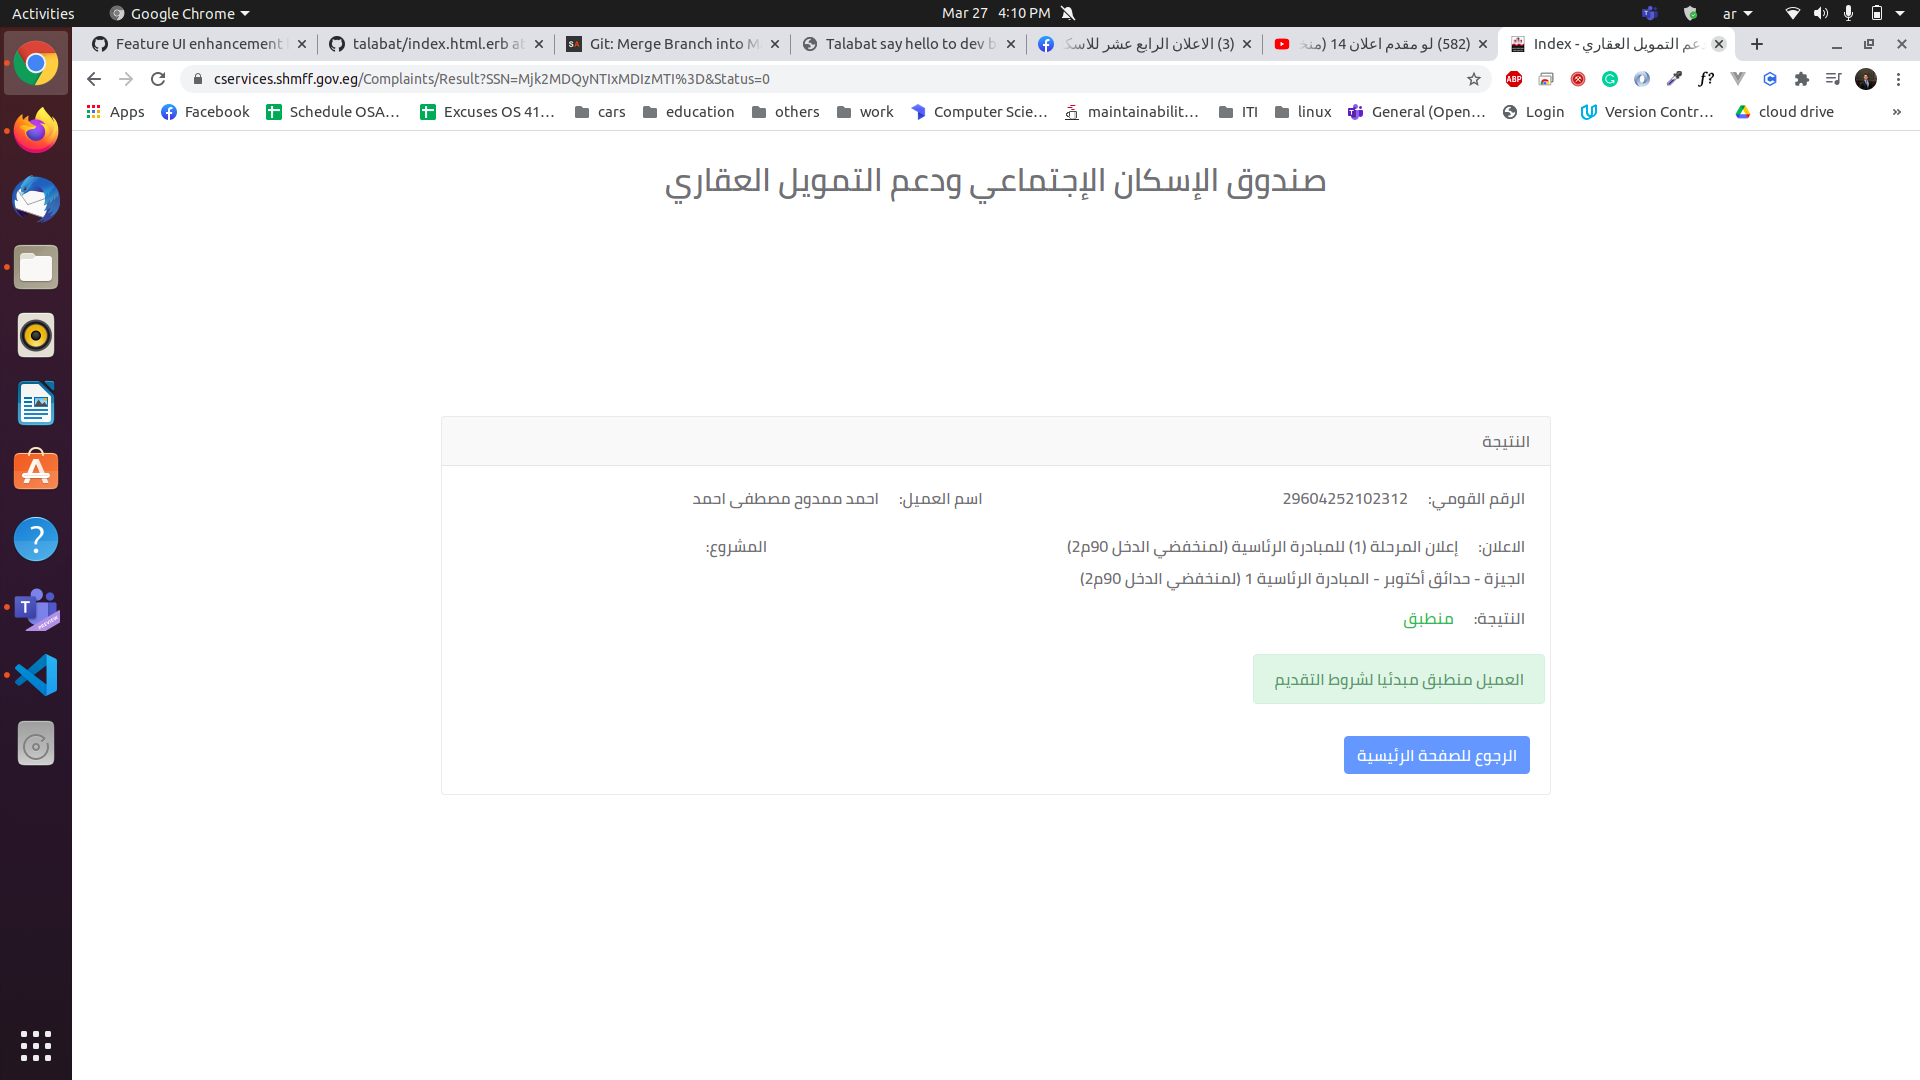 Activities
Google Chrome
Mar 27 4:10 PM
ar
Feature UI enhancement
talabat/index.html.erb at
Git: Merge Branch into M
Talabat say hello to dev b
(3) الاعلان الرابع عشر للاسك
(582) لو مقدم اعلان 14 (منخ
Index - دعم التمويل العقاري
cservices.shmff.gov.eg/Complaints/Result?SSN=Mjk2MDQyNTIxMDIzMTI%3D&Status=0
Apps
Facebook
Schedule OSA...
Excuses OS 41...
cars
education
others
work
Computer Scie...
maintainabilit...
ITI
linux
General (Open...
Login
Version Contr...
cloud drive
»
صندوق الإسكان الإجتماعي ودعم التمويل العقاري
النتيجة
الرقم القومي: 29604252102312
اسم العميل: احمد ممدوح مصطفى احمد
الاعلان: إعلان المرحلة (1) للمبادرة الرئاسية (لمنخفضي الدخل 90م2)
المشروع:
الجيزة - حدائق أكتوبر - المبادرة الرئاسية 1 (لمنخفضي الدخل 90م2)
النتيجة: منطبق
العميل منطبق مبدئيا لشروط التقديم
الرجوع للصفحة الرئيسية